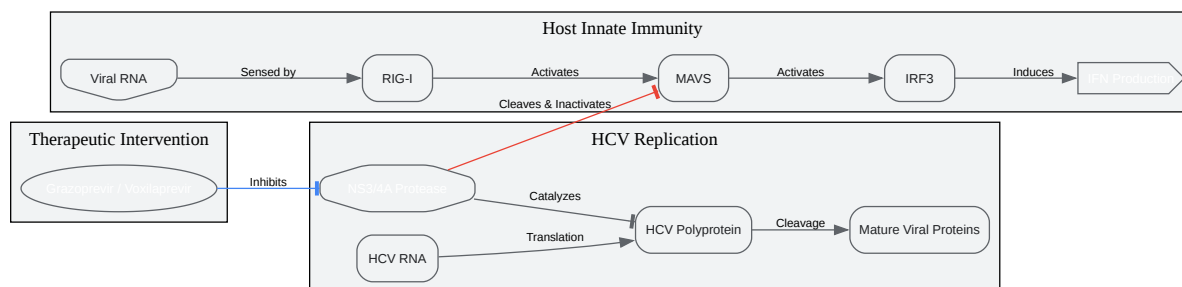 Host Innate Immunity
Viral RNA
Sensed by
RIG-I
Activates
MAVS
Activates
IRF3
Induces
IFN Production
Cleaves & Inactivates
Therapeutic Intervention
Grazoprevir / Voxilaprevir
Inhibits
HCV Replication
NS3/4A Protease
Catalyzes
HCV RNA
Translation
HCV Polyprotein
Cleavage
Mature Viral Proteins